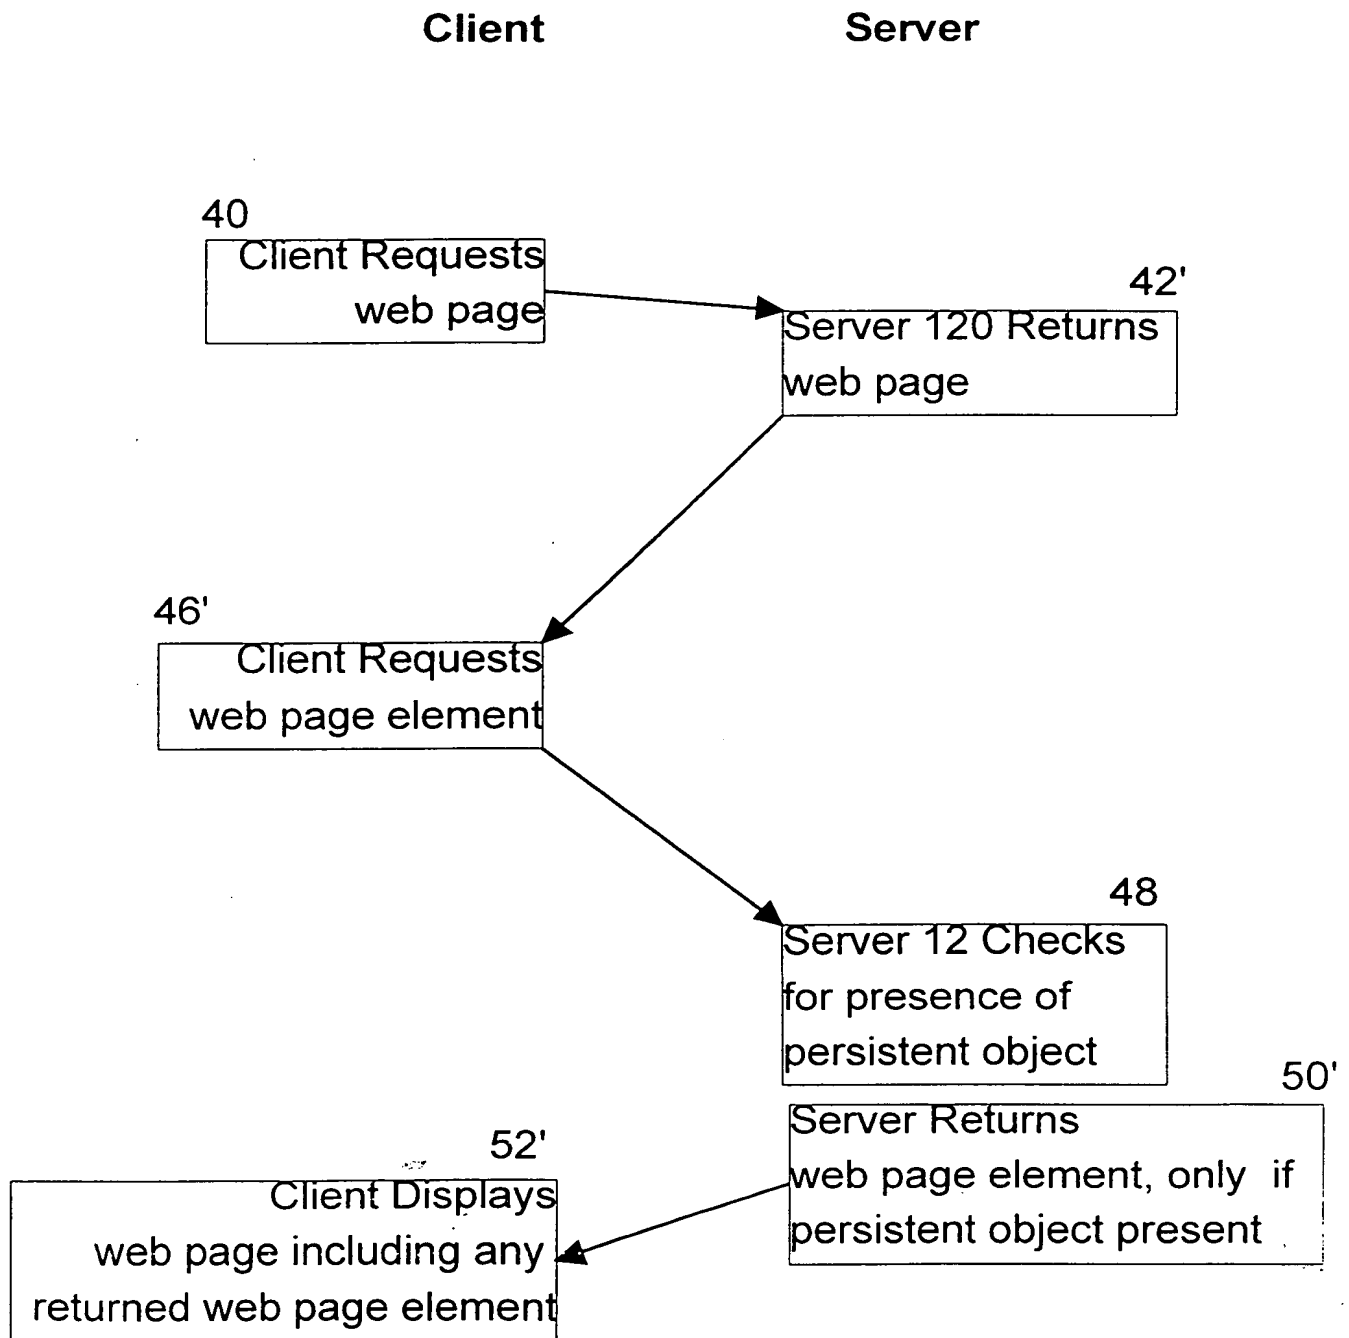 Client Server
40
Client Requests
web page
42'
Server 120 Returns
web page
46'
Client Requests
web page element
48
Server 12 Checks
for presence of
persistent object
50'
Server Returns
web page element, only if
persistent object present
52'
Client Displays
web page including any
returned web page element